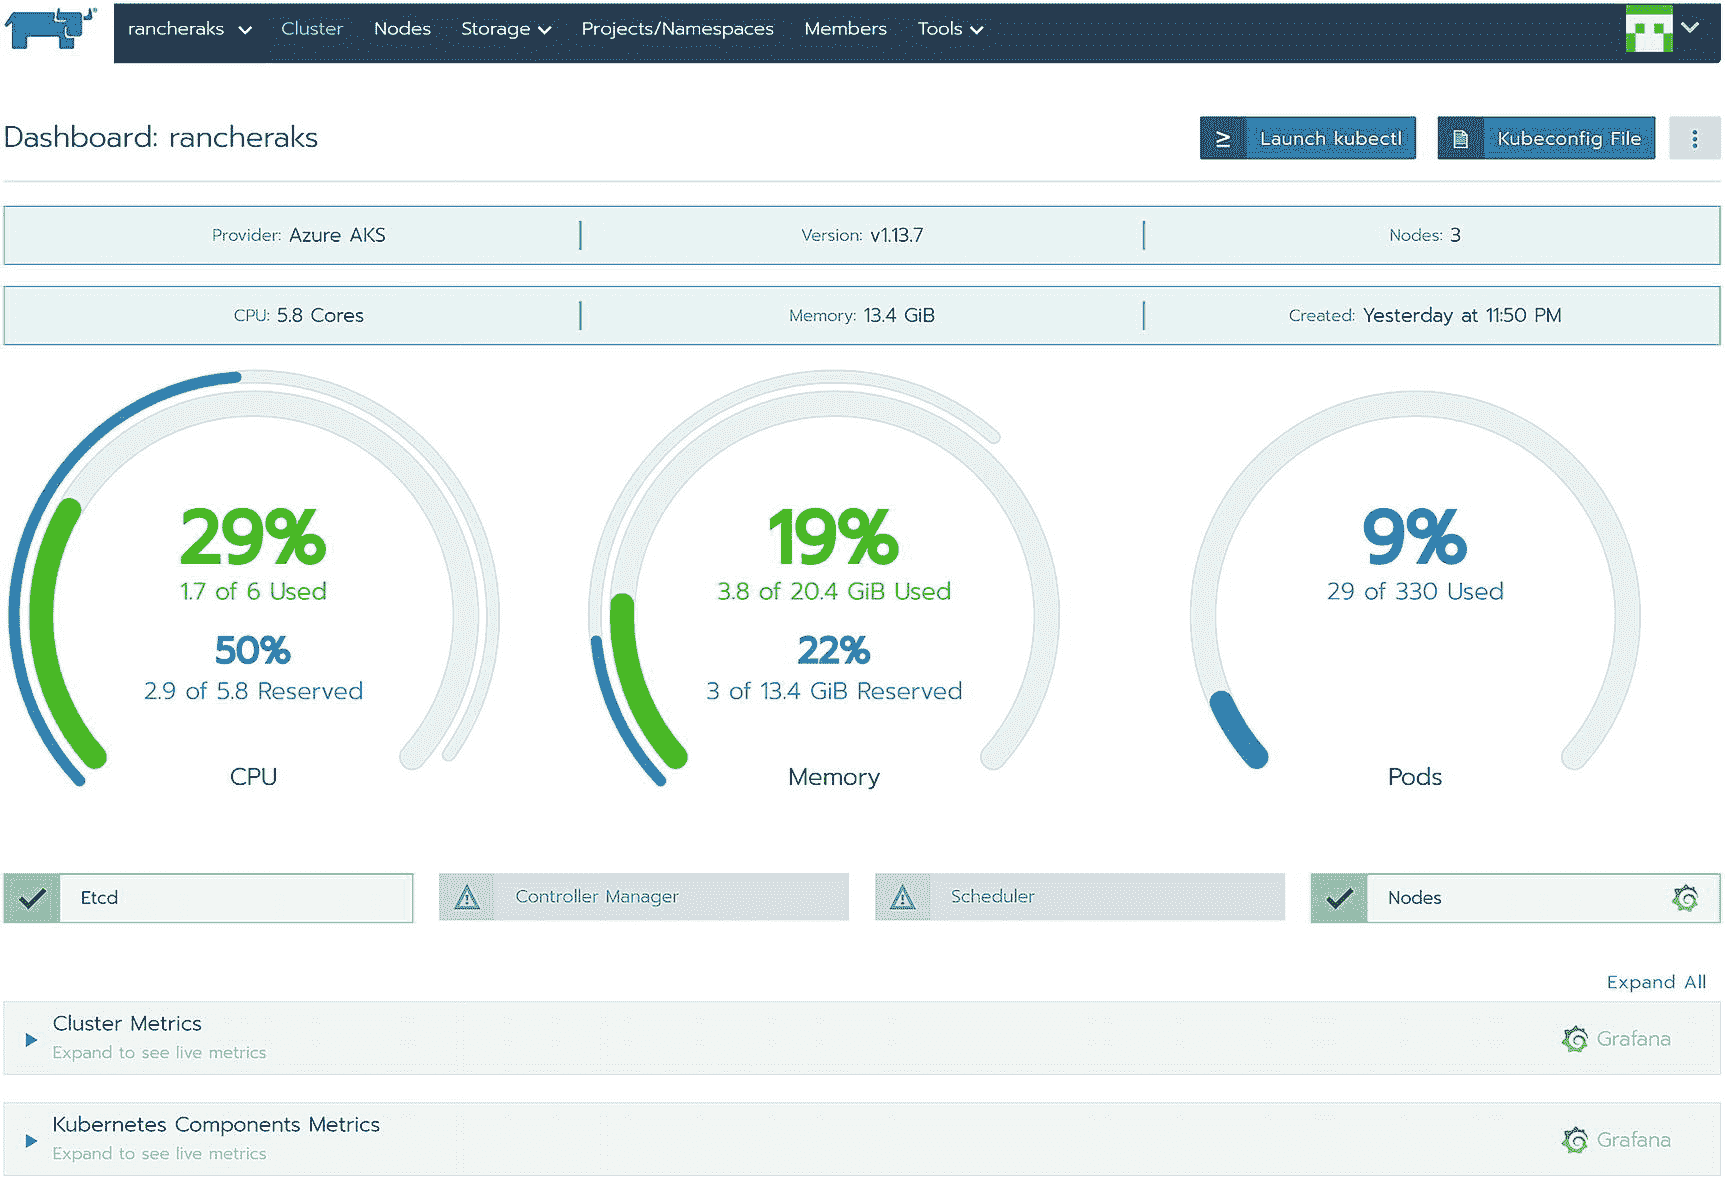 rancheraks Cluster Nodes Storage Projects/Namespaces Members Tools
Dashboard: rancheraks
Launch kubectl
Kubeconfig File
Provider: Azure AKS
Version: v1.13.7
Nodes: 3
CPU: 5.8 Cores
Memory: 13.4 GiB
Created: Yesterday at 11:50 PM
29%
1.7 of 6 Used
50%
2.9 of 5.8 Reserved
CPU
19%
3.8 of 20.4 GiB Used
22%
3 of 13.4 GiB Reserved
Memory
9%
29 of 330 Used
Pods
Etcd
Controller Manager
Scheduler
Nodes
Expand All
Cluster Metrics
Expand to see live metrics
Grafana
Kubernetes Components Metrics
Expand to see live metrics
Grafana